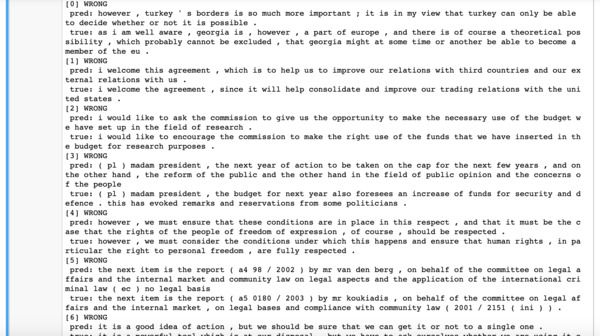 [0] WRONG
pred: however , turkey ' s borders is so much more important ; it is in my view that turkey can only be able
to decide whether or not it is possible .
true: as i am well aware , georgia is , however , a part of europe , and there is of course a theoretical pos
sibility , which probably cannot be excluded , that georgia might at some time or another be able to become a
member of the eu .
[1] WRONG
pred: i welcome this agreement , which is to help us to improve our relations with third countries and our ex
ternal relations with us .
true: i welcome the agreement , since it will help consolidate and improve our trading relations with the uni
ted states .
[2] WRONG
pred: i would like to ask the commission to give us the opportunity to make the necessary use of the budget w
e have set up in the field of research .
true: i would like to encourage the commission to make the right use of the funds that we have inserted in th
e budget for research purposes .
[3] WRONG
pred: ( pl ) madam president , the next year of action to be taken on the cap for the next few years , and on
the other hand , the reform of the public and the other hand in the field of public opinion and the concerns o
f the people
true: ( pl ) madam president , the budget for next year also foresees an increase of funds for security and d
efence . this has evoked remarks and reservations from some politicians .
[4] WRONG
pred: however , we must ensure that these conditions are in place in this respect , and that it must be the c
ase that the rights of the people of freedom of expression , of course , should be respected .
true: however , we must consider the conditions under which this happens and ensure that human rights , in pa
rticular the right to personal freedom , are fully respected .
[5] WRONG
pred: the next item is the report ( a4 98 / 2002 ) by mr van den berg , on behalf of the committee on legal a
ffairs and the internal market and community law on legal aspects and the application of the international cri
minal law ( ec ) no legal basis
true: the next item is the report ( a5 0180 / 2003 ) by mr koukiadis , on behalf of the committee on legal af
fairs and the internal market , on legal bases and compliance with community law ( 2001 / 2151 ( ini ) ) .
[6] WRONG
pred: it is a good idea of action , but we should be sure that we can get it or not to a single one .